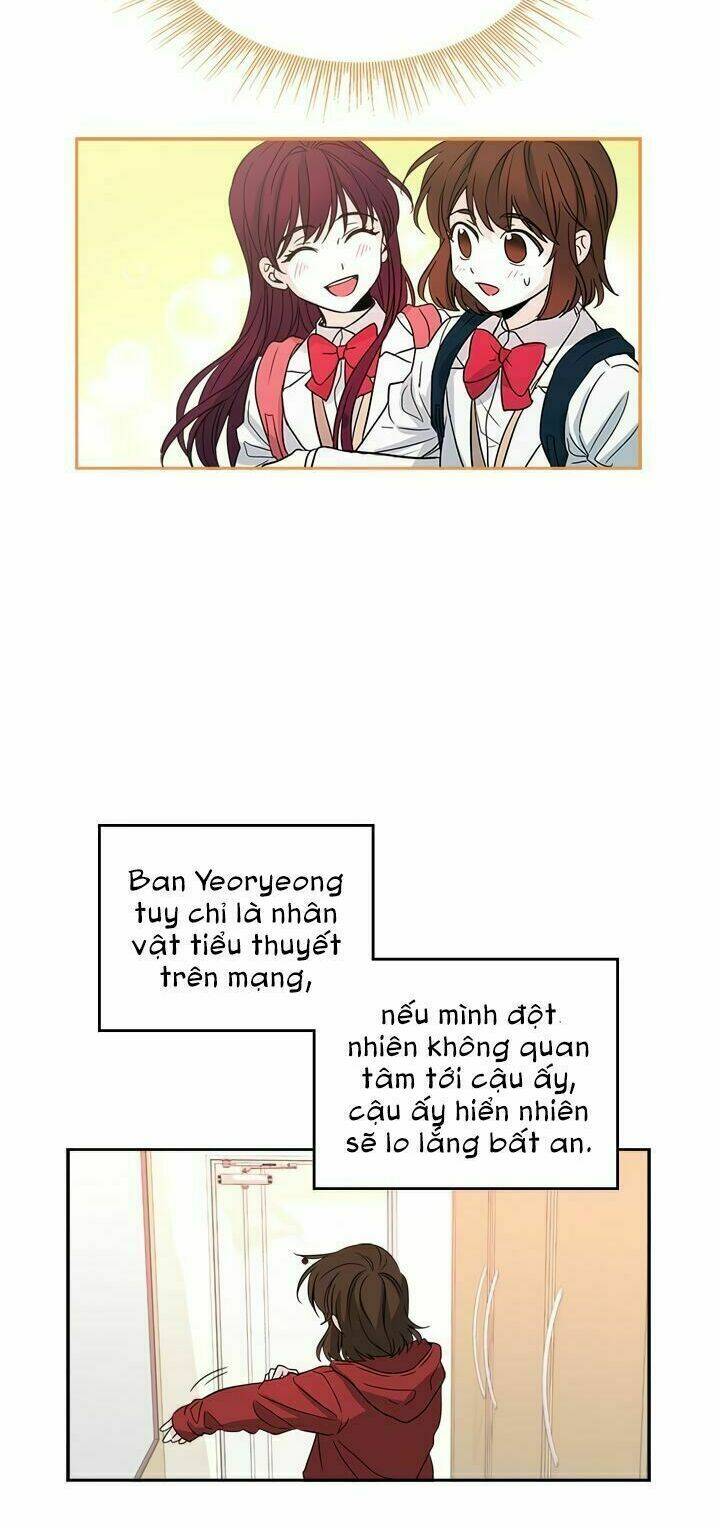 Ban Yeoryeong
tuy chỉ là nhân
vật tiểu thuyết
trên mạng,
nếu mình đột
nhiên không quan
tâm tới cậu ấy,
cậu ấy hiển nhiên
sẽ lo lắng bất an.